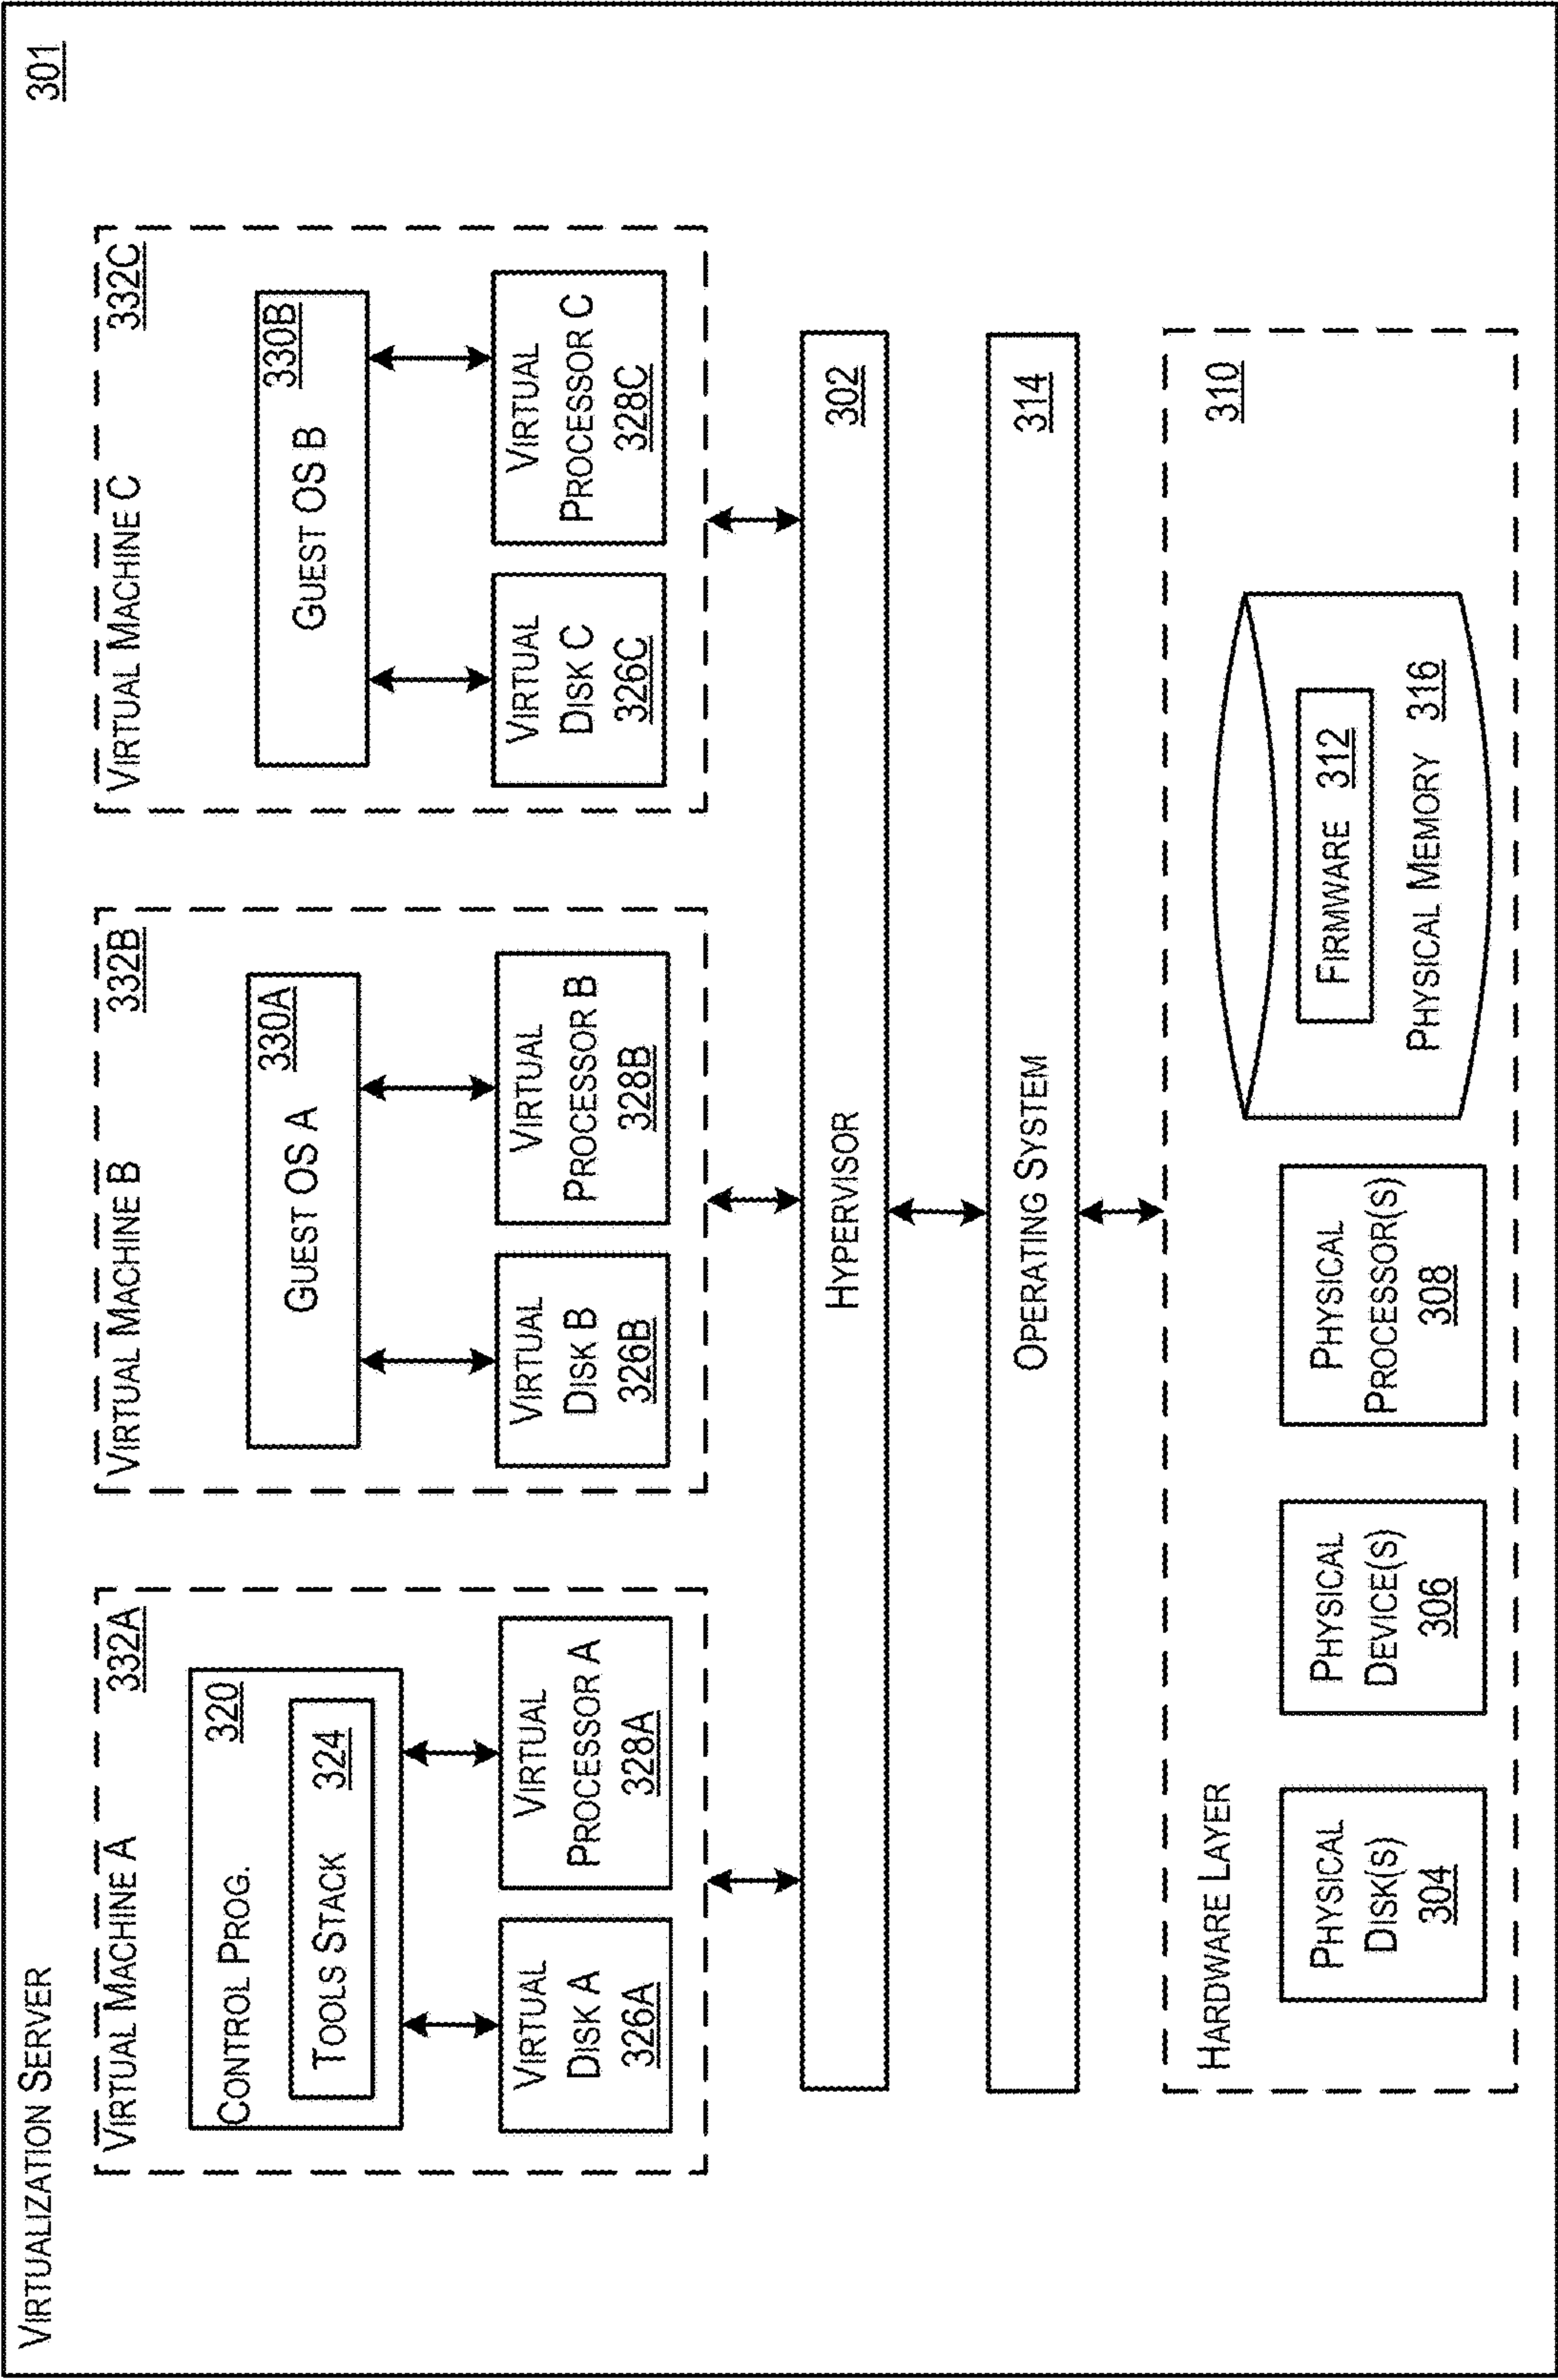 VIRTUALIZATION SERVER
301
VIRTUAL MACHINE A
332A
CONTROL PROG.
320
TOOLS STACK 324
VIRTUAL
DISK A
326A
VIRTUAL
PROCESSOR A
328A
VIRTUAL MACHINE B
332B
GUEST OS A
330A
VIRTUAL
DISK B
326B
VIRTUAL
PROCESSOR B
328B
VIRTUAL MACHINE C
332C
GUEST OS B
330B
VIRTUAL
DISK C
326C
VIRTUAL
PROCESSOR C
328C
HYPERVISOR
302
OPERATING SYSTEM
314
HARDWARE LAYER
310
PHYSICAL
DISK(S)
304
PHYSICAL
DEVICE(S)
306
PHYSICAL
PROCESSOR(S)
308
FIRMWARE 312
PHYSICAL MEMORY 316